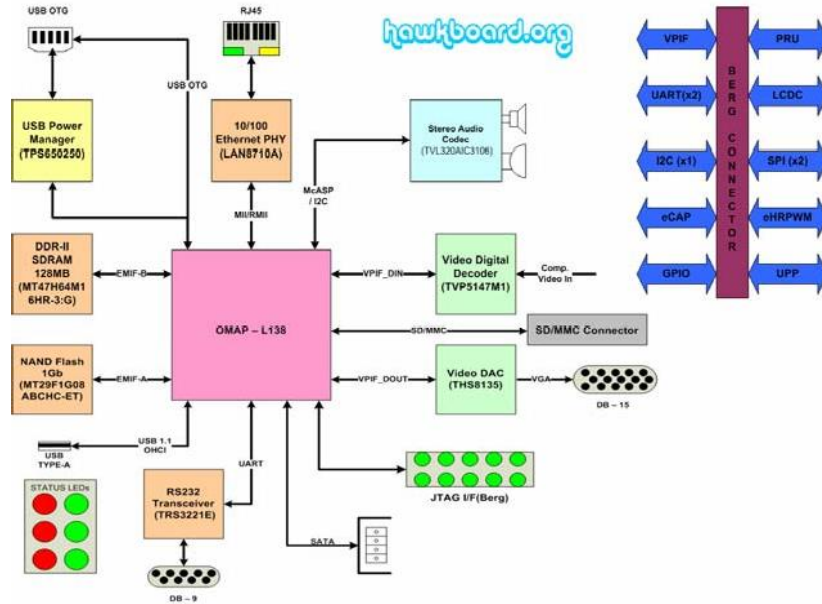 USB OTG
RJ45
hawkboard.org
USB OTG
USB Power
Manager
(TPS650250)
10/100
Ethernet PHY
(LAN8710A)
Stereo Audio
Codec
(TVL320AIC3106)
McASP
/ I2C
MII/RMII
DDR-II
SDRAM
128MB
(MT47H64M1
6HR-3:G)
EMIF-B
OMAP – L138
VPIF_DIN
Video Digital
Decoder
(TVP5147M1)
Comp.
Video In
SD/MMC
SD/MMC Connector
NAND Flash
1Gb
(MT29F1G08
ABCHC-ET)
EMIF-A
VPIF_DOUT
Video DAC
(THS8135)
VGA
DB – 15
USB
TYPE-A
USB 1.1
OHCI
UART
STATUS LEDs
RS232
Transceiver
(TRS3221E)
DB – 9
SATA
JTAG I/F(Berg)
VPIF
UART(x2)
I2C (x1)
eCAP
GPIO
BERG CONNECTOR
PRU
LCDC
SPI (x2)
eHRPWM
UPP